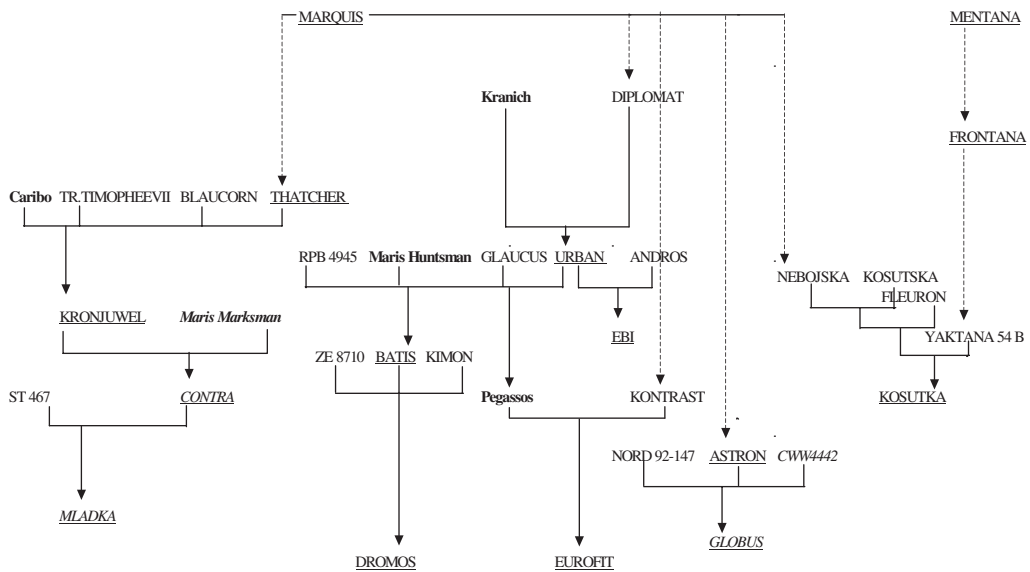 MARQUIS MENTANA
Kranich DIPLOMAT
FRONTANA
Caribo TR.TIMOPHEEVII BLAUCORN THATCHER
RPB 4945 Maris Huntsman GLAUCUS URBAN ANDROS
NEBOJSKA KOSUTSKA
FLEURON
KRONJUWEL Maris Marksman
EBI
YAKTANA 54 B
ZE 8710 BATIS KIMON
ST 467 CONTRA Pegassos KONTRAST KOSUTKA
NORD 92-147 ASTRON CWW4442
MLADKA
GLOBUS
DROMOS EUROFIT